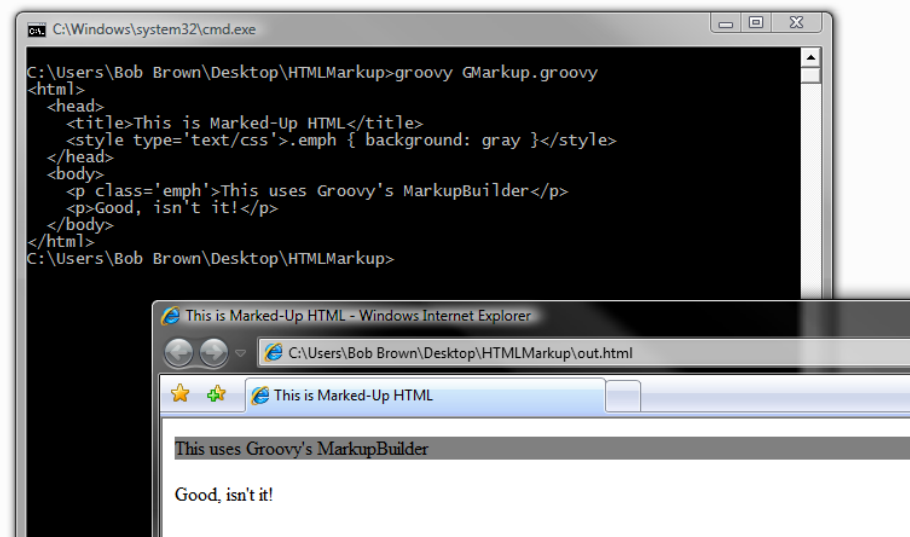 C:\Windows\system32\cmd.exe
C:\Users\Bob Brown\Desktop\HTMLMarkup>groovy GMarkup.groovy
<html>
  <head>
    <title>This is Marked-Up HTML</title>
    <style type='text/css'>.emph { background: gray }</style>
  </head>
  <body>
    <p class='emph'>This uses Groovy's MarkupBuilder</p>
    <p>Good, isn't it!</p>
  </body>
</html>
C:\Users\Bob Brown\Desktop\HTMLMarkup>
This is Marked-Up HTML - Windows Internet Explorer
C:\Users\Bob Brown\Desktop\HTMLMarkup\out.html
This is Marked-Up HTML
This uses Groovy's MarkupBuilder
Good, isn't it!